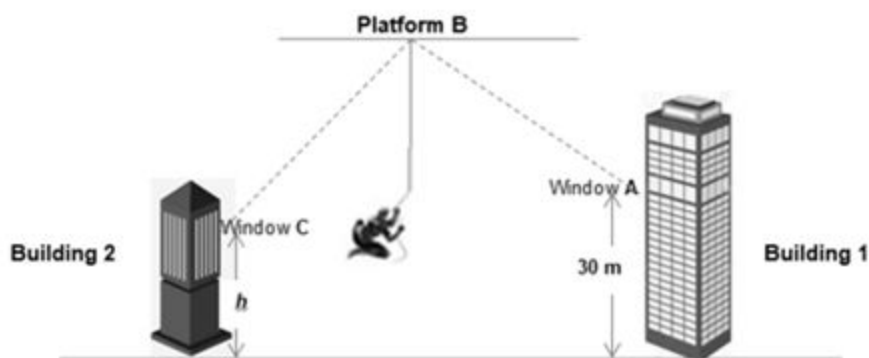 Platform B
Window A
Window C
Building 2
30 m
Building 1
h